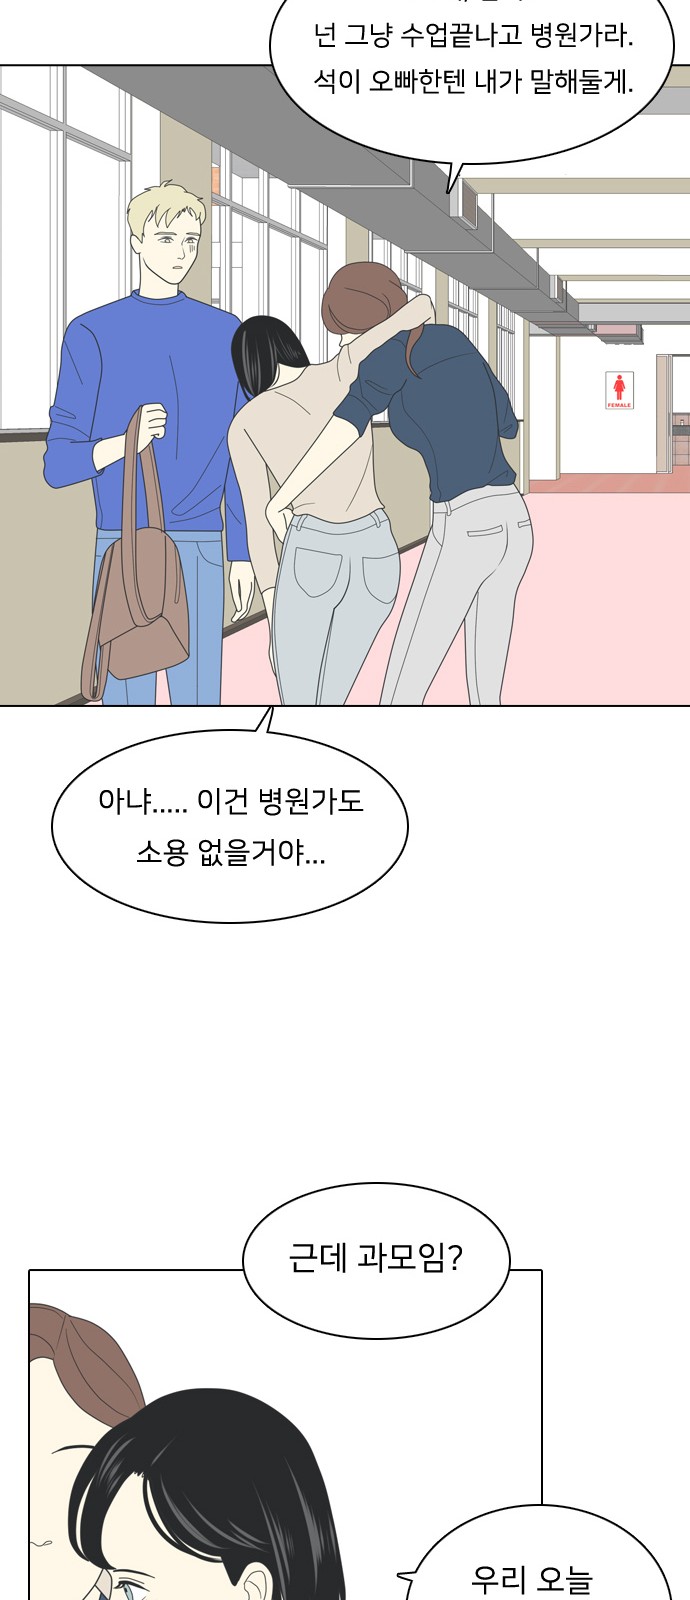 넌 그냥 수업끝나고 병원가라.
석이 오빠한텐 내가 말해둘게.
FEMALE
아냐..... 이건 병원가도
소용 없을거야...
근데 과모임?
우리 오늘